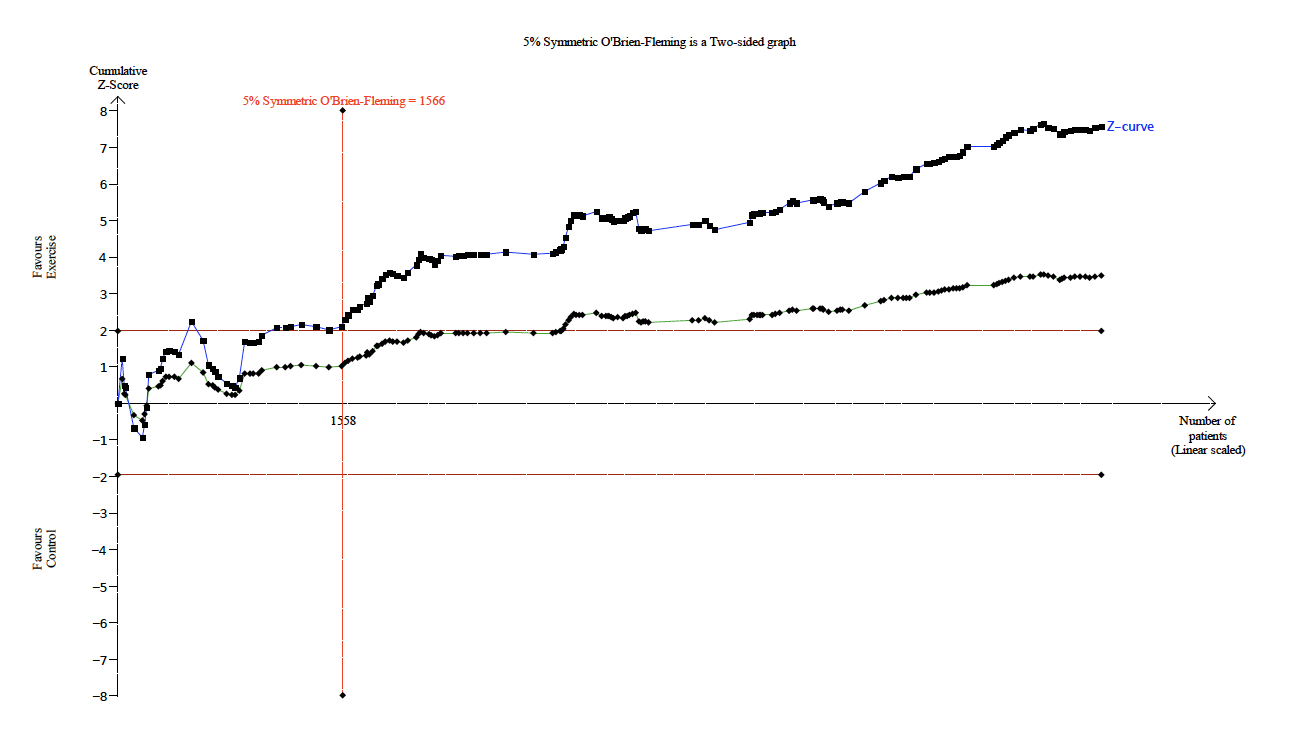 5% Symmetric O'Brien-Fleming is a Two-sided graph
Cumulative
Z-Score
5% Symmetric O'Brien-Fleming = 1566
8
7
6
5
4
3
2
1
−1
−2
−3
−4
−5
−6
−7
−8
Z−curve
Favours
Exercise
Favours
Control
1558
Number of
patients
(Linear scaled)